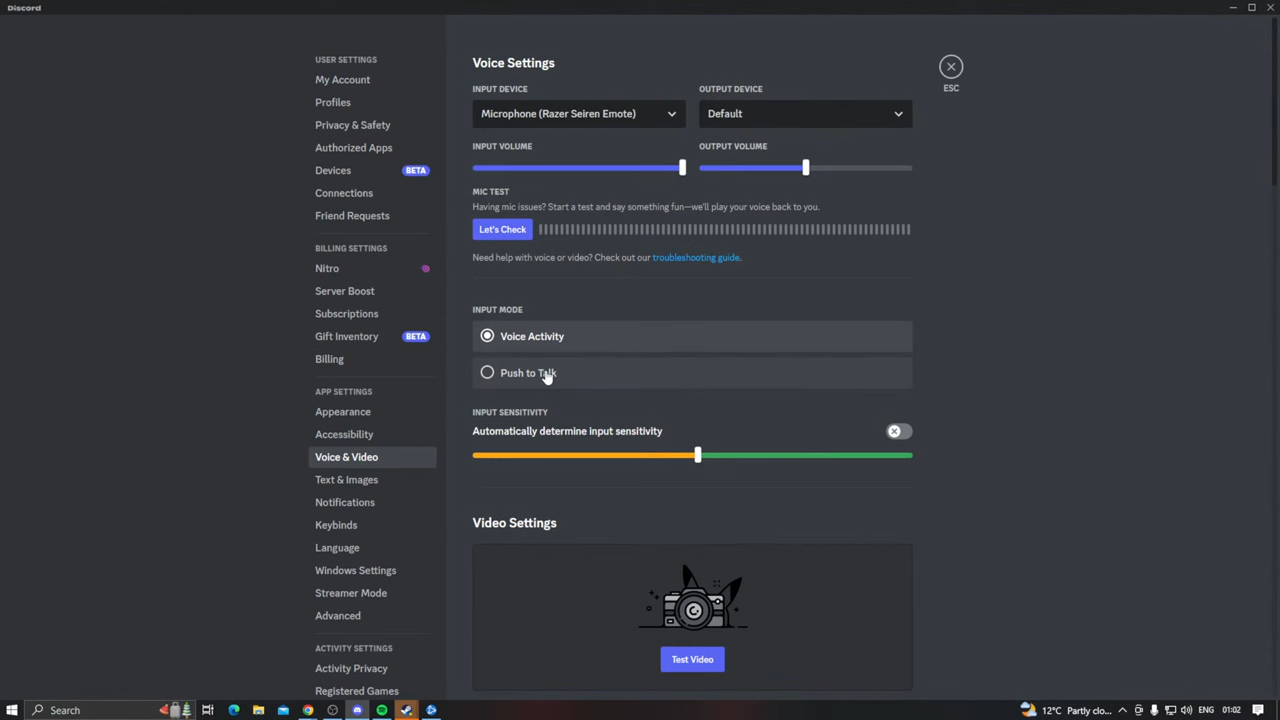 Discord
USER SETTINGS
My Account
Profiles
Privacy & Safety
Authorized Apps
Devices BETA
Connections
Friend Requests
BILLING SETTINGS
Nitro
Server Boost
Subscriptions
Gift Inventory BETA
Billing
APP SETTINGS
Appearance
Accessibility
Voice & Video
Text & Images
Notifications
Keybinds
Language
Windows Settings
Streamer Mode
Advanced
ACTIVITY SETTINGS
Activity Privacy
Registered Games
Voice Settings
ESC
INPUT DEVICE OUTPUT DEVICE
Microphone (Razer Seiren Emote) Default
INPUT VOLUME OUTPUT VOLUME
MIC TEST
Having mic issues? Start a test and say something fun—we'll play your voice back to you.
Let's Check
Need help with voice or video? Check out our troubleshooting guide.
INPUT MODE
Voice Activity
Push to Talk
INPUT SENSITIVITY
Automatically determine input sensitivity
Video Settings
Test Video
Search 12°C Partly clo... ENG 01:02